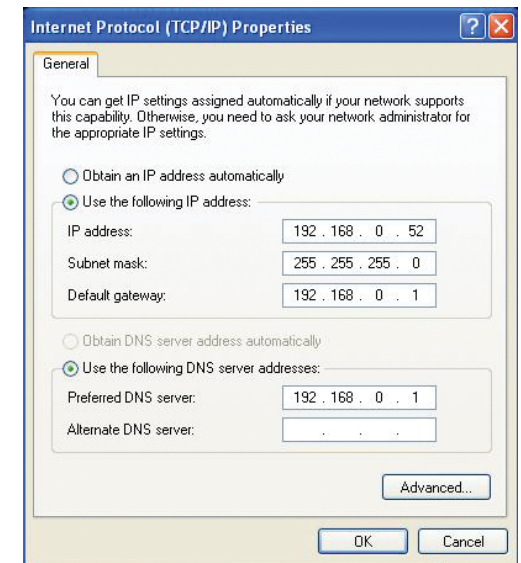 Internet Protocol (TCP/IP) Properties
General
You can get IP settings assigned automatically if your network supports
this capability. Otherwise, you need to ask your network administrator for
the appropriate IP settings.
Obtain an IP address automatically
Use the following IP address:
IP address: 192 . 168 . 0 . 52
Subnet mask: 255 . 255 . 255 . 0
Default gateway: 192 . 168 . 0 . 1
Obtain DNS server address automatically
Use the following DNS server addresses:
Preferred DNS server: 192 . 168 . 0 . 1
Alternate DNS server: . . .
Advanced...
OK Cancel